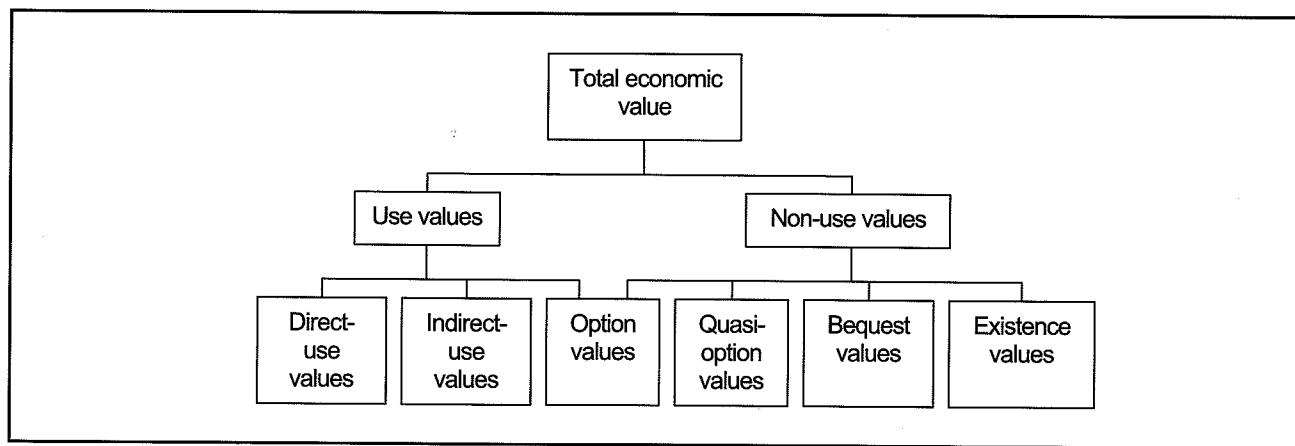 Total economic
value
Use values
Non-use values
Direct-
use
values
Indirect-
use
values
Option
values
Quasi-
option
values
Bequest
values
Existence
values